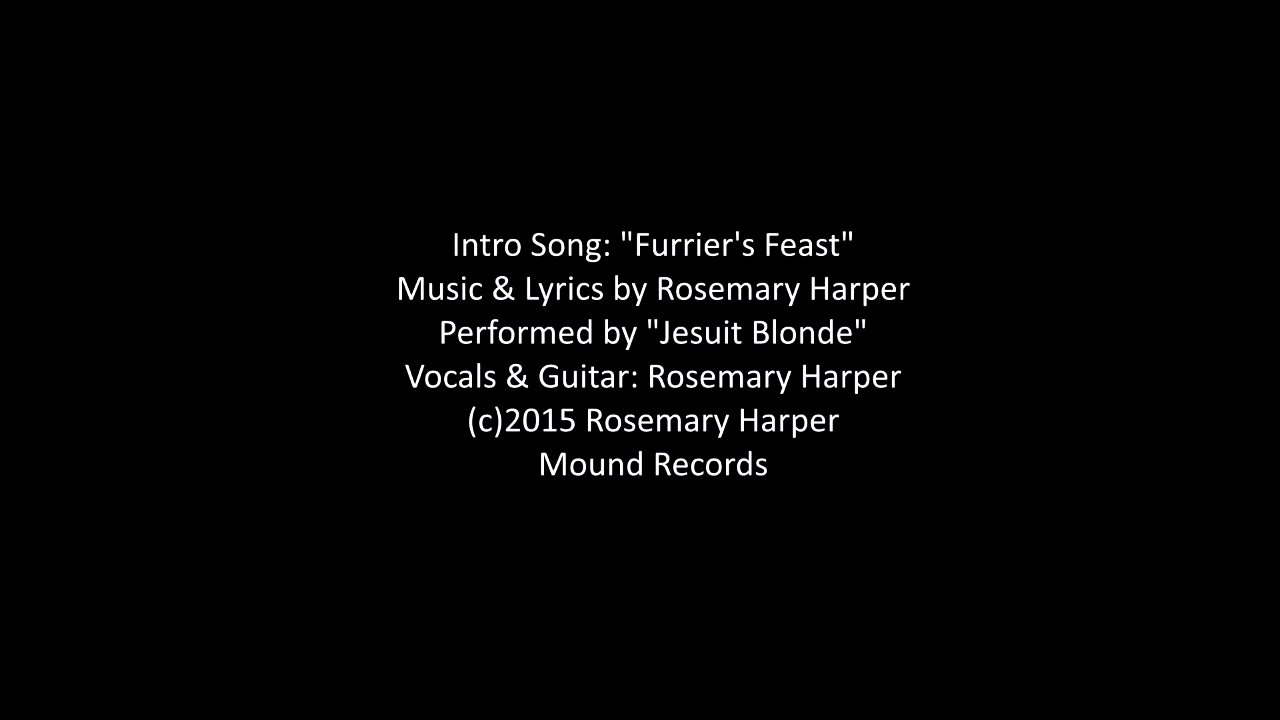 Intro Song: "Furrier's Feast"
Music & Lyrics by Rosemary Harper
Performed by "Jesuit Blonde"
Vocals & Guitar: Rosemary Harper
(c)2015 Rosemary Harper
Mound Records